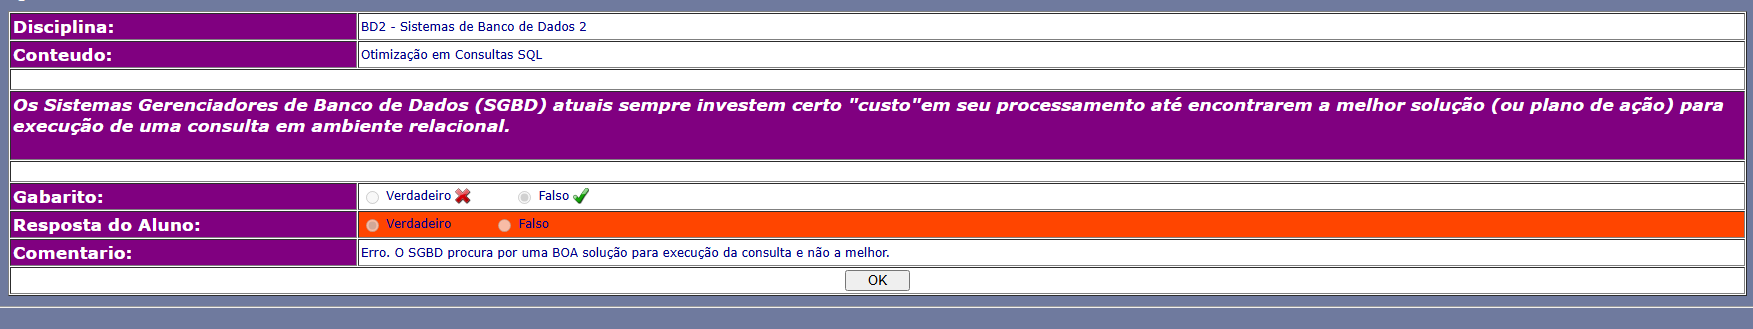 Disciplina: BD2 - Sistemas de Banco de Dados 2
Conteudo: Otimização em Consultas SQL
Os Sistemas Gerenciadores de Banco de Dados (SGBD) atuais sempre investem certo "custo"em seu processamento até encontrarem a melhor solução (ou plano de ação) para
execução de uma consulta em ambiente relacional.
Gabarito: Verdadeiro Falso
Resposta do Aluno: Verdadeiro Falso
Comentario: Erro. O SGBD procura por uma BOA solução para execução da consulta e não a melhor.
OK